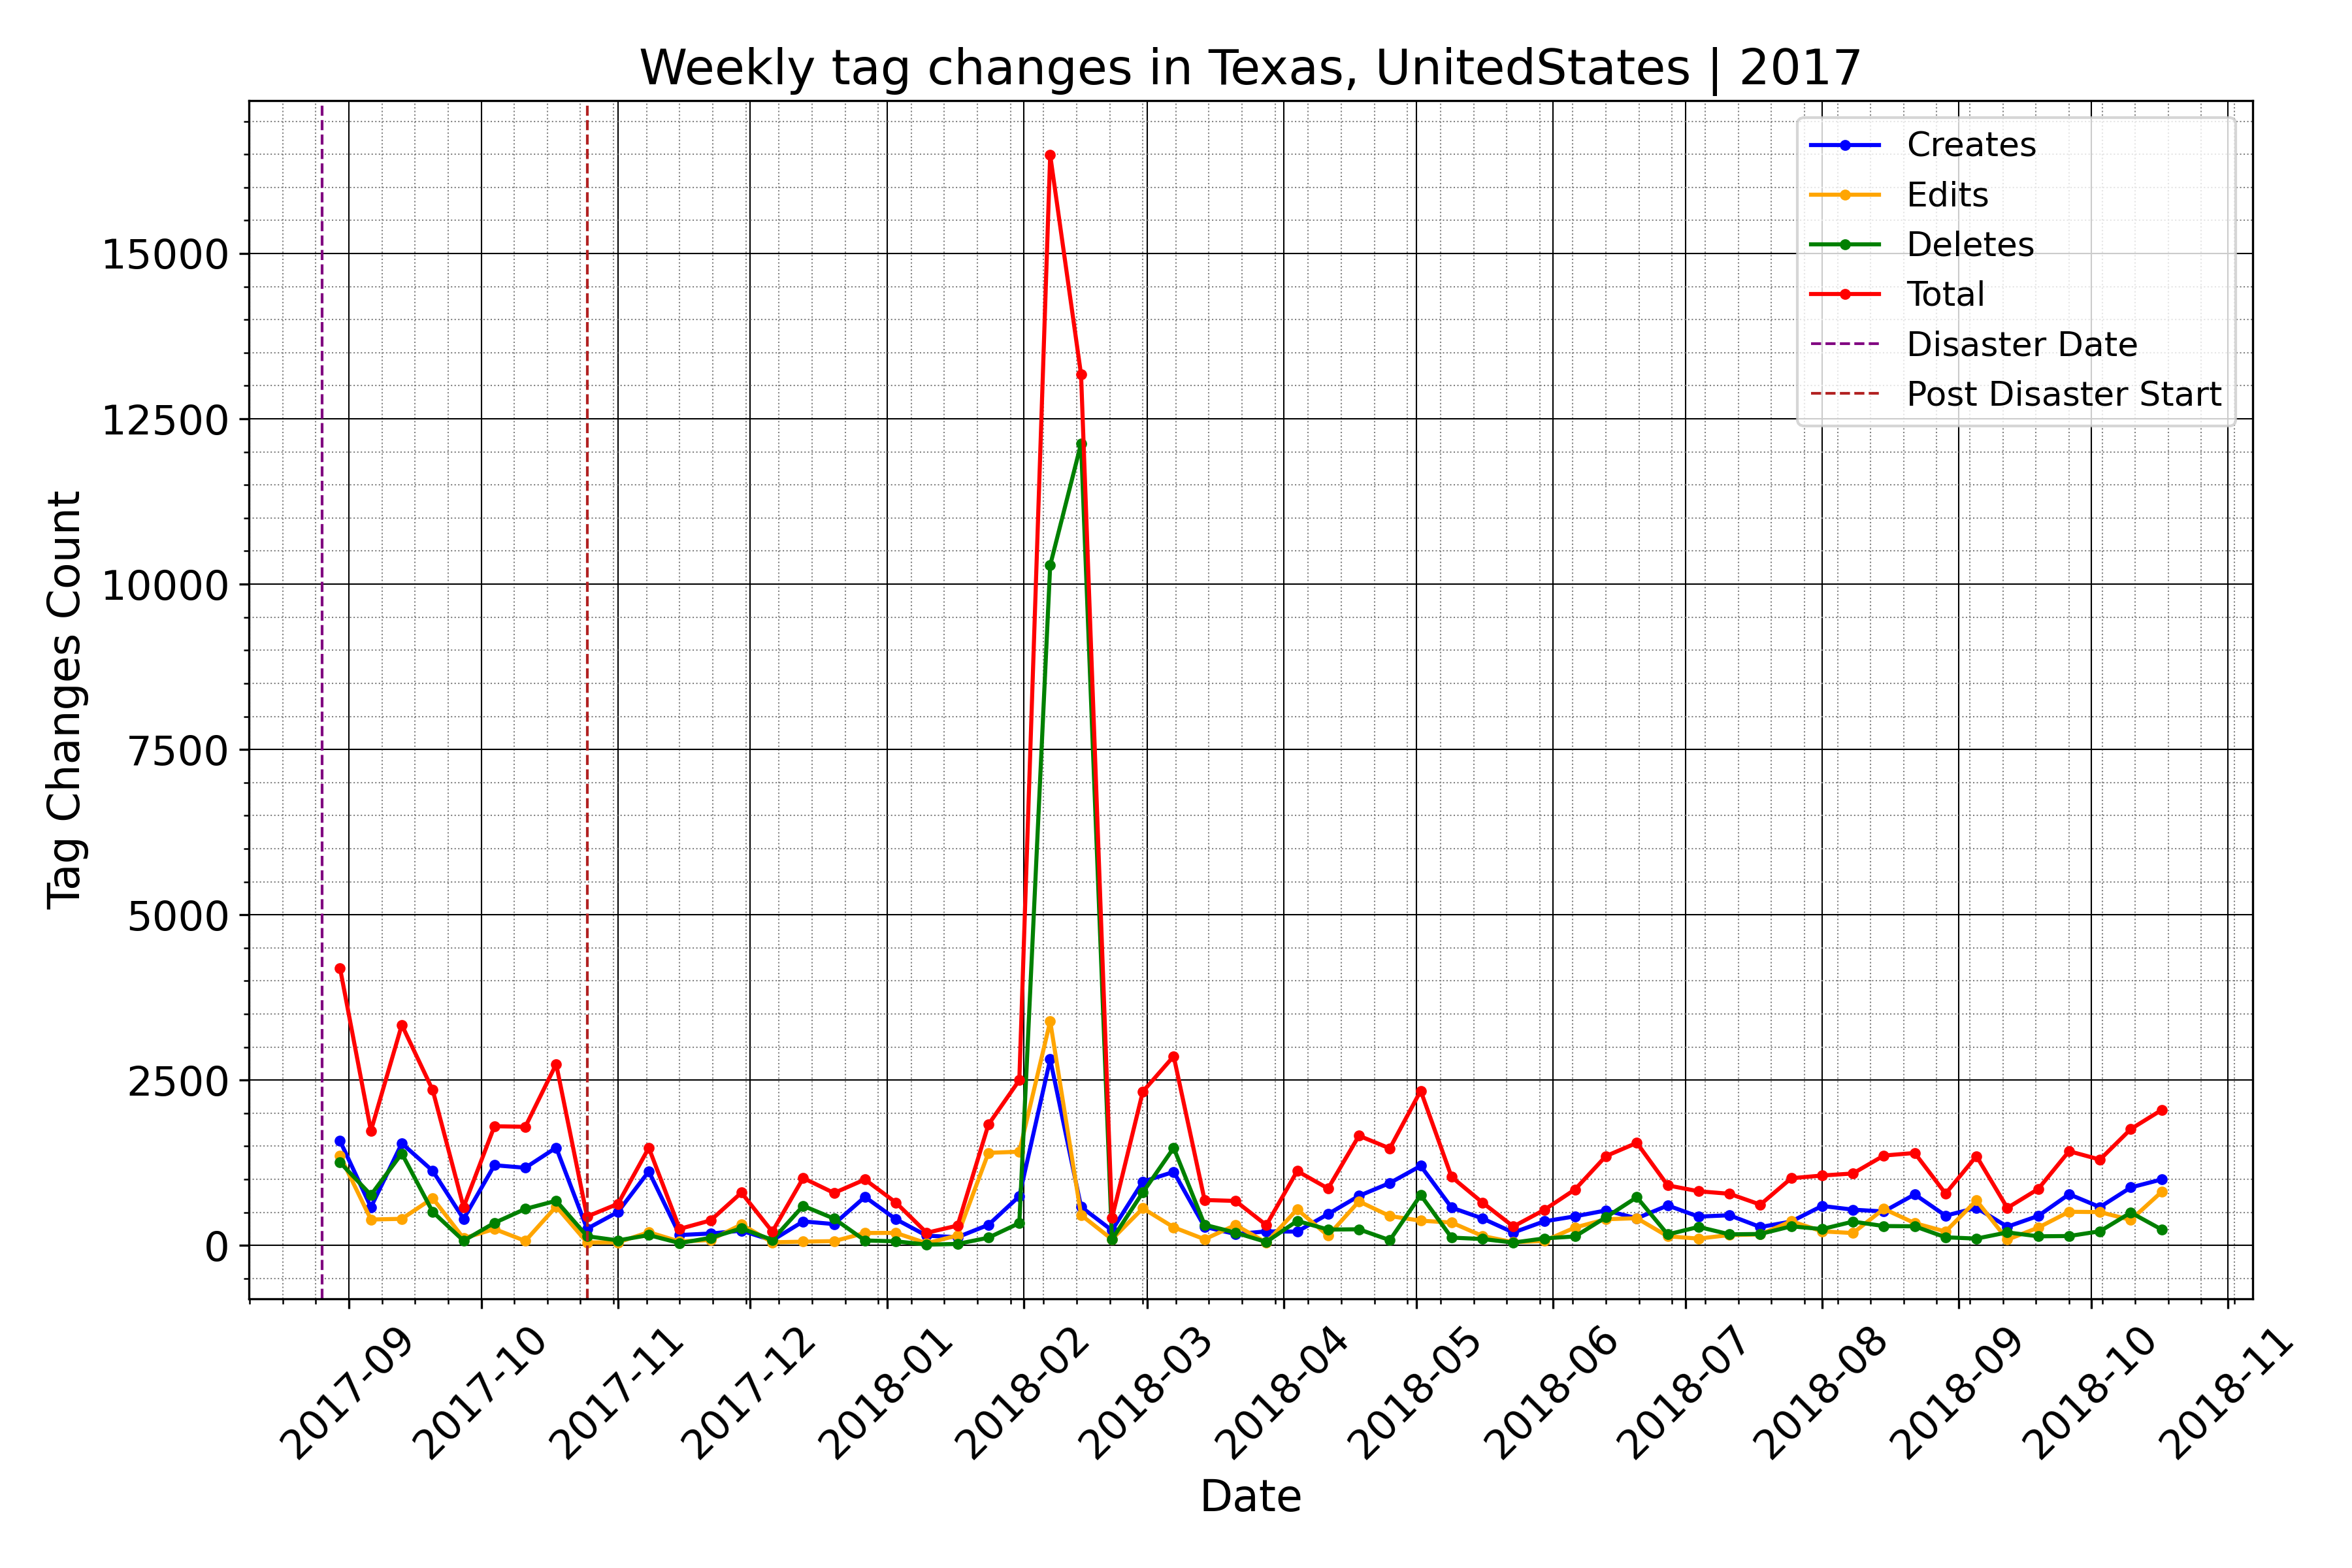 Weekly tag changes in Texas, UnitedStates | 2017
Creates
Edits
Deletes
Total
Disaster Date
Post Disaster Start
Tag Changes Count
15000
12500
10000
7500
5000
2500
0
2017-09
2017-10
2017-11
2017-12
2018-01
2018-02
2018-03
2018-04
2018-05
2018-06
2018-07
2018-08
2018-09
2018-10
2018-11
Date